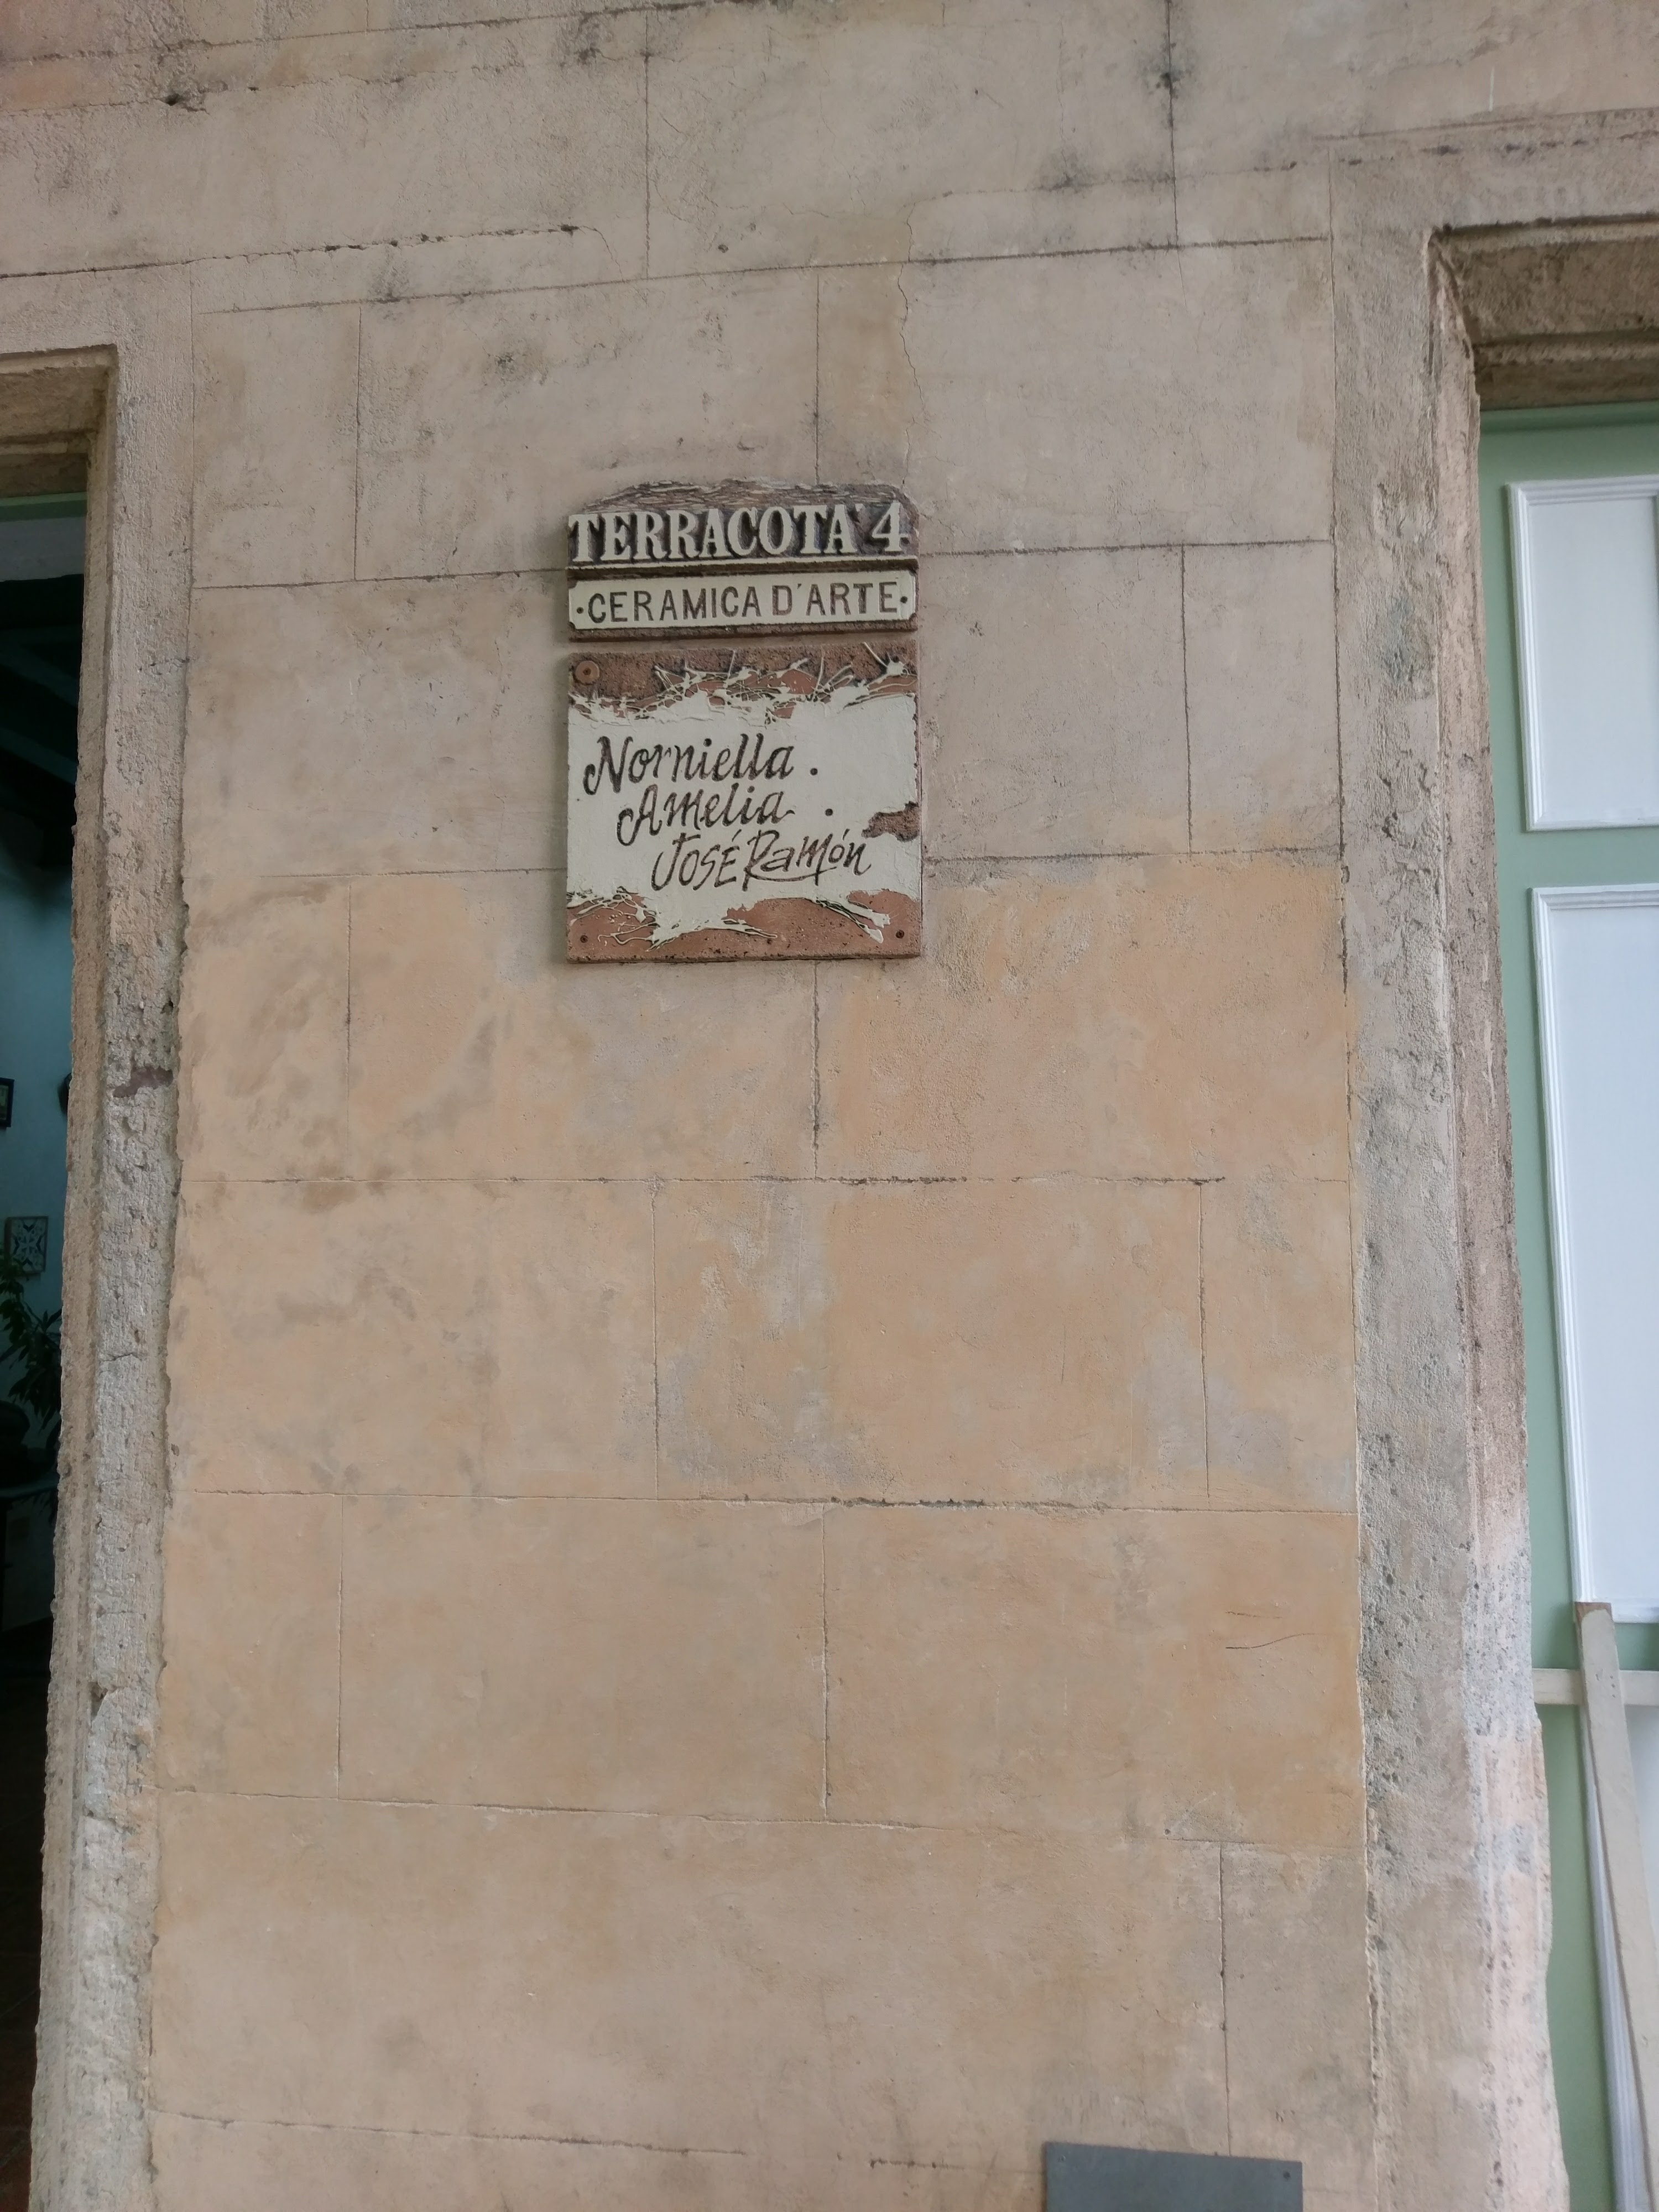 TERRACOTA'4
·CERAMICA D'ARTE·
Norniella .
Amelia .
José Ramón